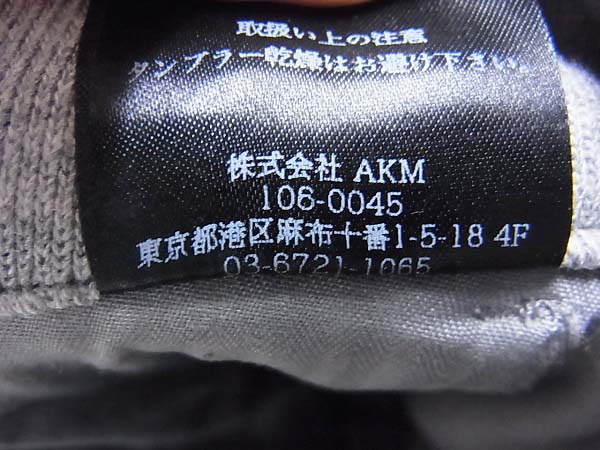 取扱い上の注意
タンブラー乾燥はお避け下さい。
株式会社 AKM
106-0045
東京都港区麻布十番1-5-18 4F
03-6721-1065